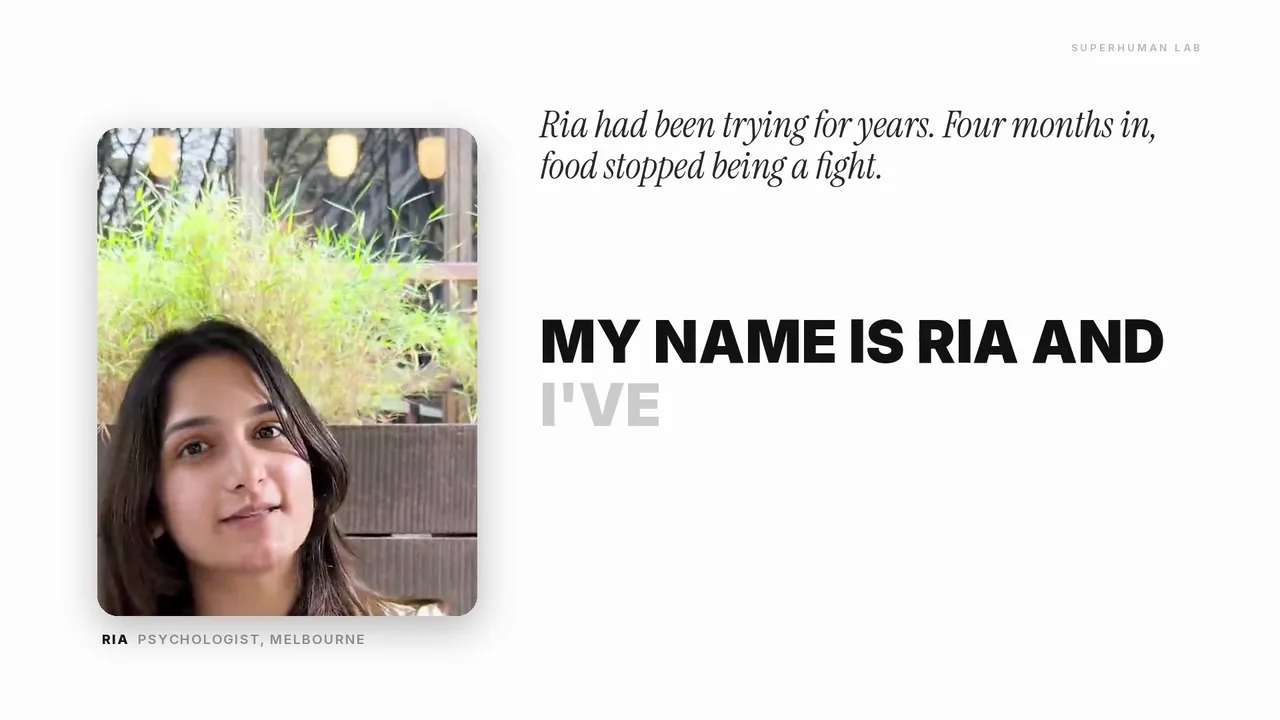 SUPERHUMAN LAB
Ria had been trying for years. Four months in,
food stopped being a fight.
MY NAME IS RIA AND
I'VE
RIA PSYCHOLOGIST, MELBOURNE